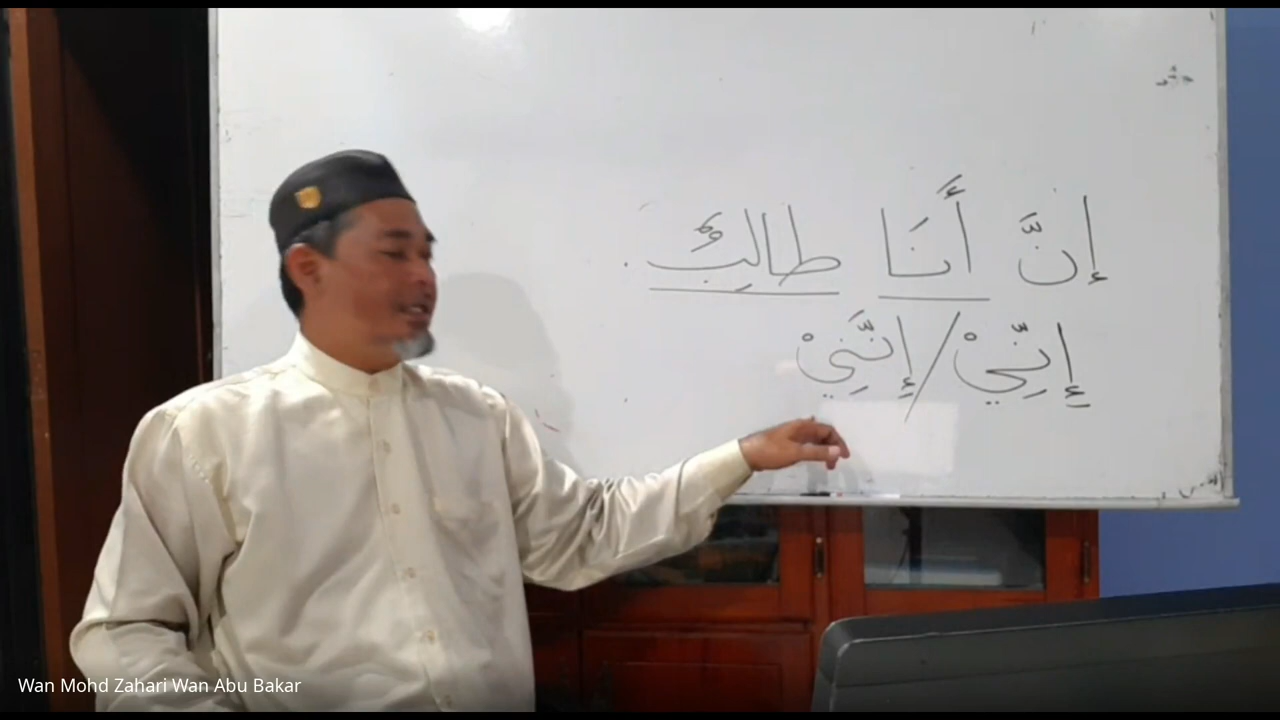 إِنَّ أَنَا طَالِبٌ.
إِنِّيْ / إِنَّنِيْ
Wan Mohd Zahari Wan Abu Bakar